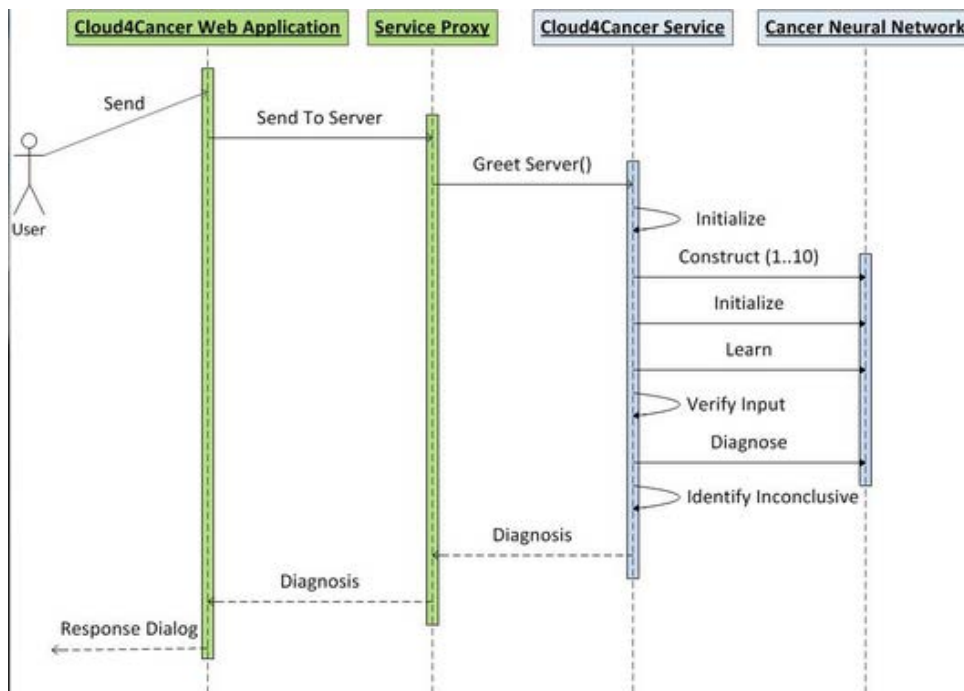 Cloud4Cancer Web Application
Service Proxy
Cloud4Cancer Service
Cancer Neural Network
Send
Send To Server
Greet Server()
User
Initialize
Construct (1..10)
Initialize
Learn
Verify Input
Diagnose
Identify Inconclusive
Diagnosis
Diagnosis
Response Dialog